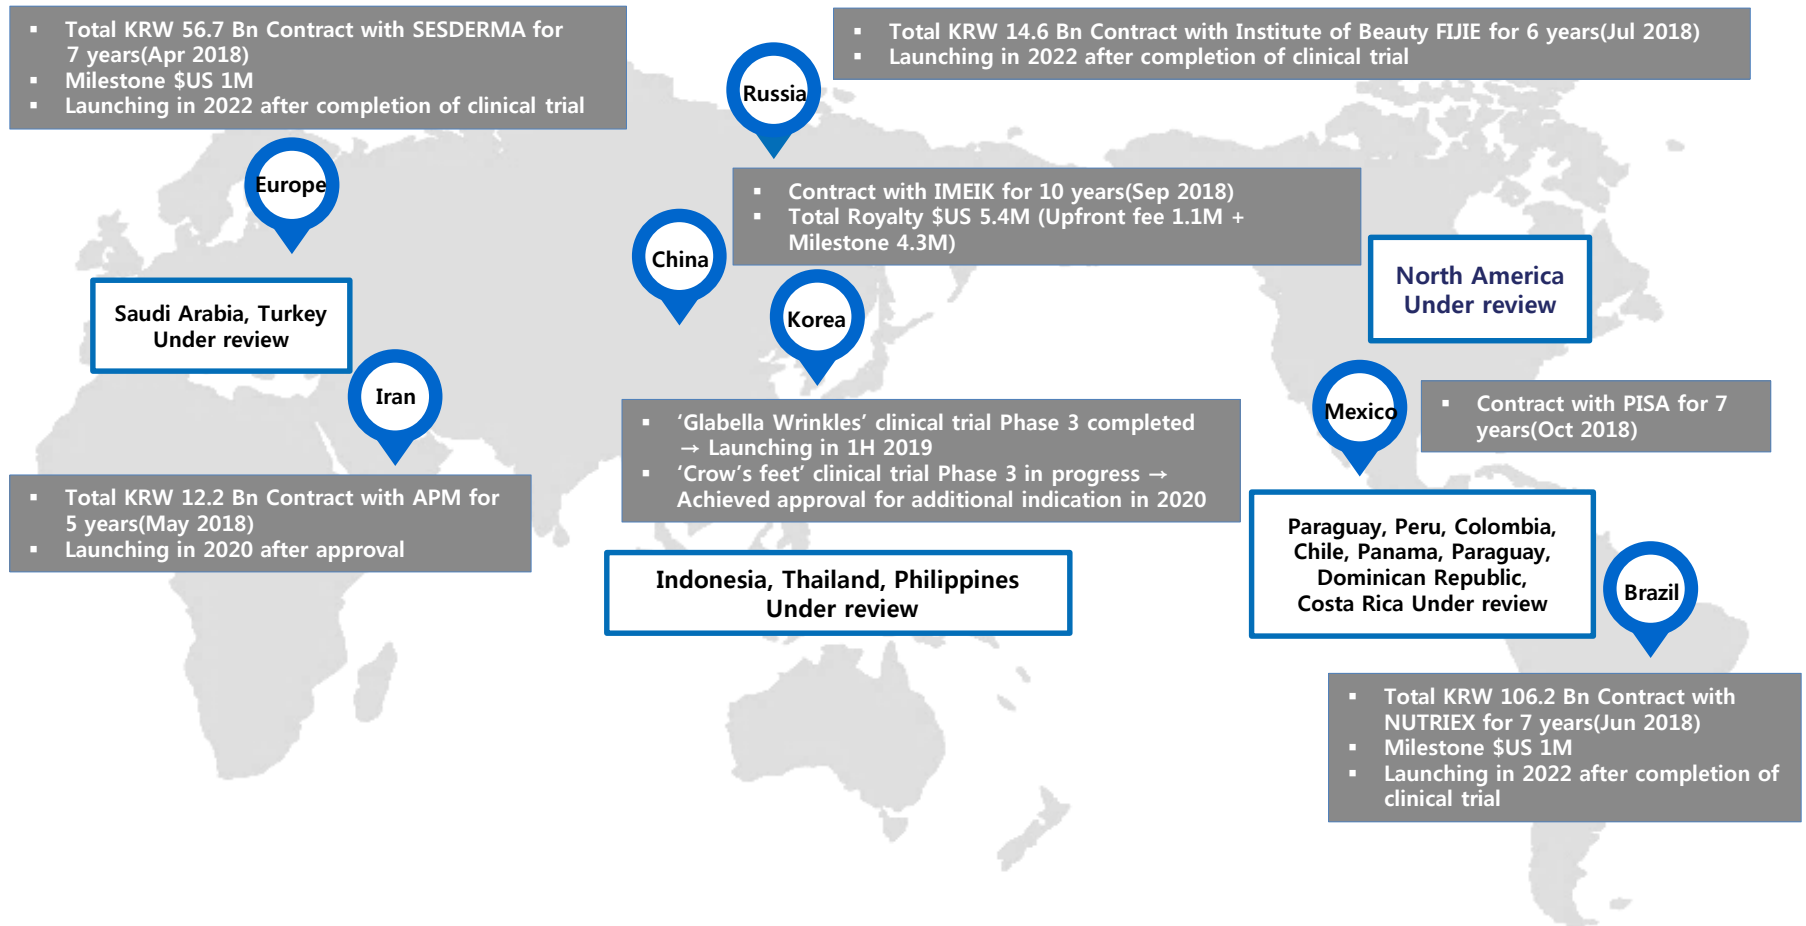 ▪ Total KRW 56.7 Bn Contract with SESDERMA for
7 years(Apr 2018)
▪ Milestone $US 1M
▪ Launching in 2022 after completion of clinical trial
▪ Total KRW 14.6 Bn Contract with Institute of Beauty FIJIE for 6 years(Jul 2018)
▪ Launching in 2022 after completion of clinical trial
Russia
Europe
▪ Contract with IMEIK for 10 years(Sep 2018)
▪ Total Royalty $US 5.4M (Upfront fee 1.1M +
Milestone 4.3M)
China
North America
Under review
Saudi Arabia, Turkey
Under review
Korea
Iran
Mexico
▪ Contract with PISA for 7
years(Oct 2018)
▪ ‘Glabella Wrinkles’ clinical trial Phase 3 completed
→ Launching in 1H 2019
▪ ‘Crow’s feet’ clinical trial Phase 3 in progress →
Achieved approval for additional indication in 2020
▪ Total KRW 12.2 Bn Contract with APM for
5 years(May 2018)
▪ Launching in 2020 after approval
Paraguay, Peru, Colombia,
Chile, Panama, Paraguay,
Dominican Republic,
Costa Rica Under review
Indonesia, Thailand, Philippines
Under review
Brazil
▪ Total KRW 106.2 Bn Contract with
NUTRIEX for 7 years(Jun 2018)
▪ Milestone $US 1M
▪ Launching in 2022 after completion of
clinical trial